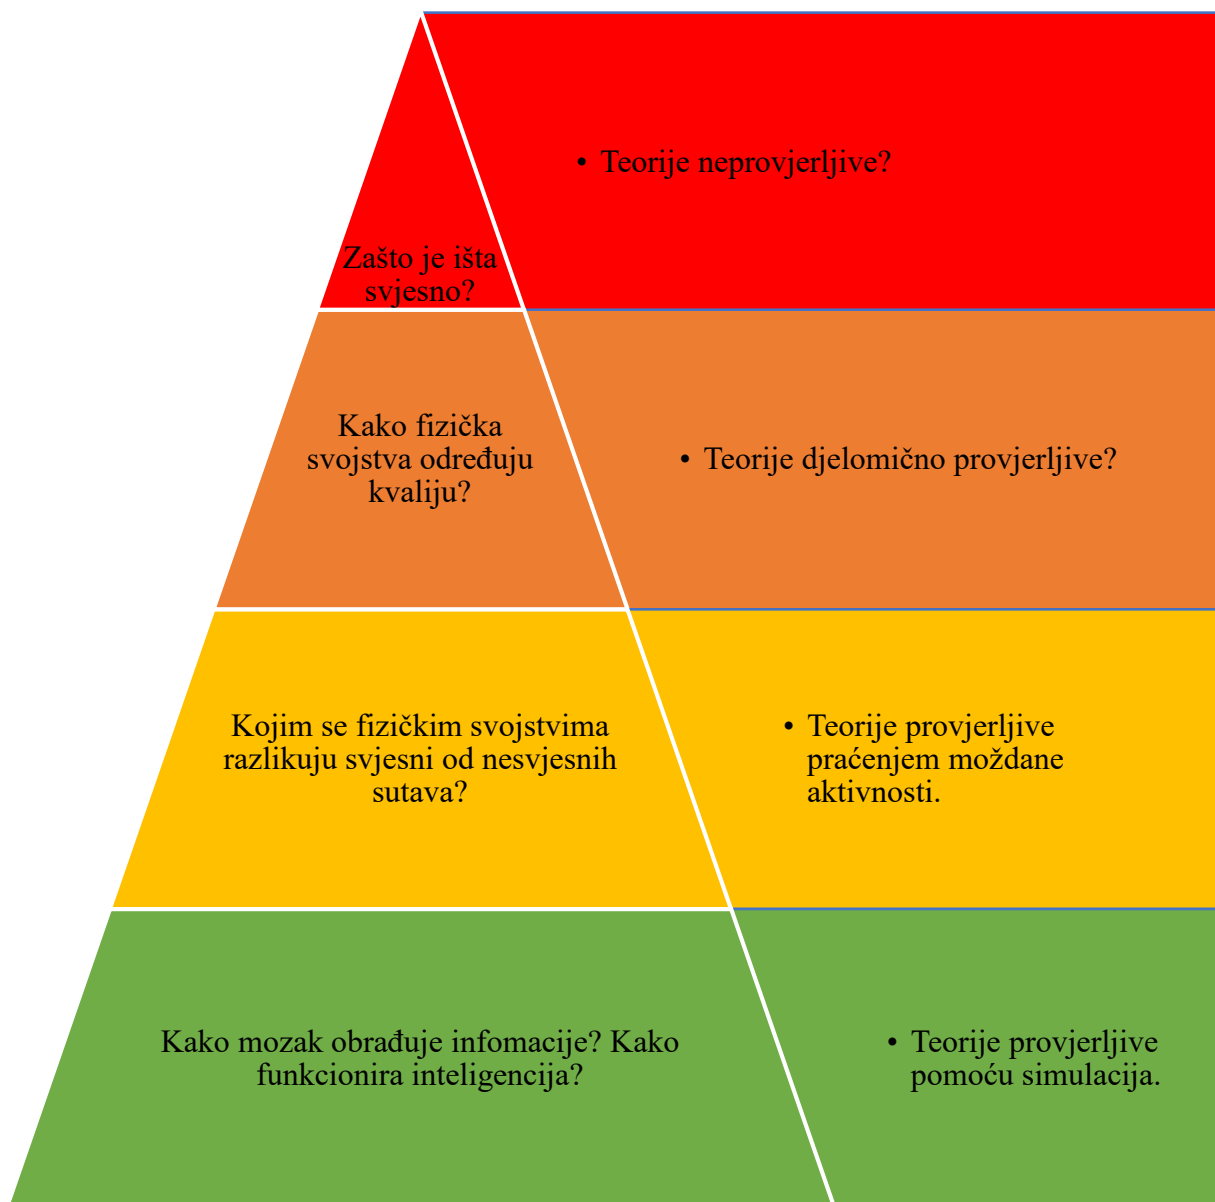 • Teorije neprovjerljive?
Zašto je išta
svjesno?
Kako fizička
svojstva određuju
kvaliju?
• Teorije djelomično provjerljive?
Kojim se fizičkim svojstvima
razlikuju svjesni od nesvjesnih
sutava?
• Teorije provjerljive
praćenjem moždane
aktivnosti.
Kako mozak obrađuje infomacije? Kako
funkcionira inteligencija?
• Teorije provjerljive
pomoću simulacija.